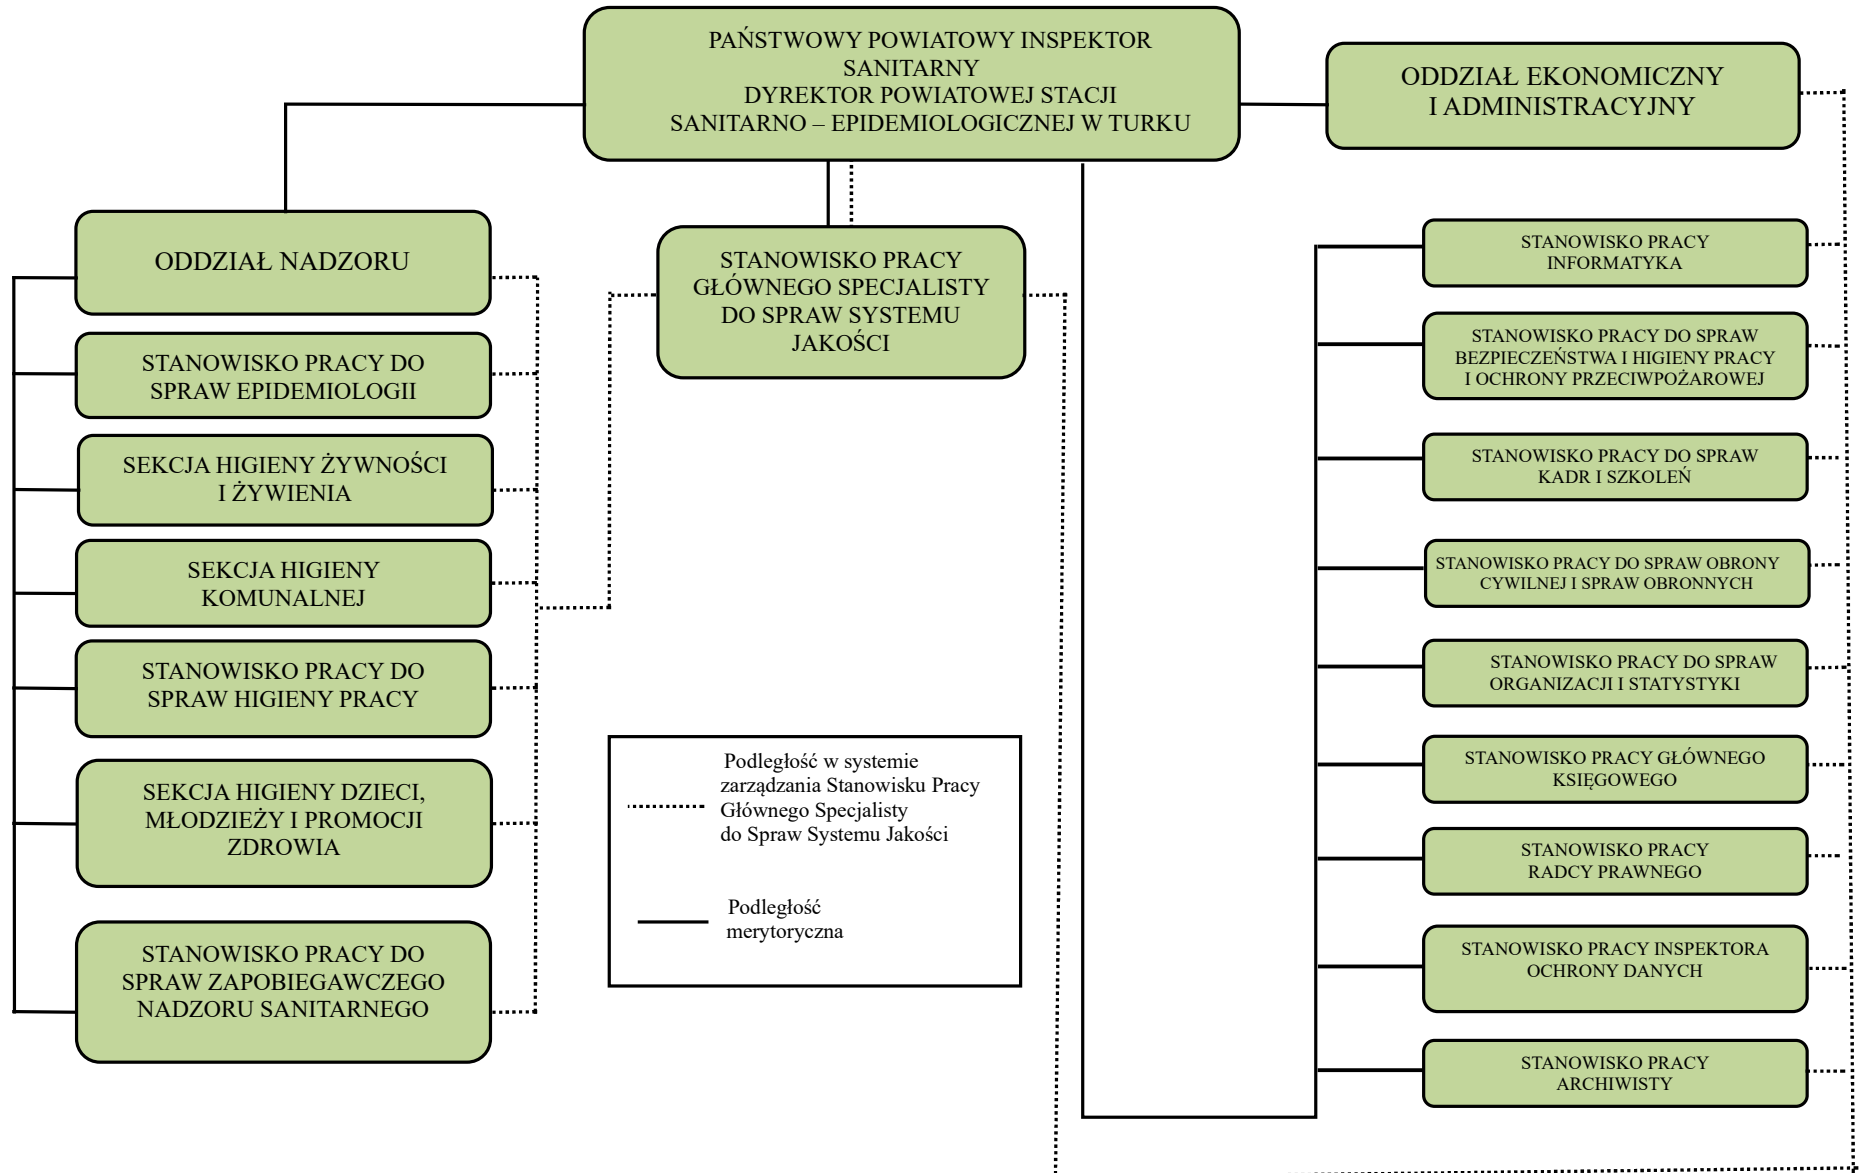 PAŃSTWOWY POWIATOWY INSPEKTOR
SANITARNY
DYREKTOR POWIATOWEJ STACJI
SANITARNO – EPIDEMIOLOGICZNEJ W TURKU
ODDZIAŁ EKONOMICZNY
I ADMINISTRACYJNY
ODDZIAŁ NADZORU
STANOWISKO PRACY DO
SPRAW EPIDEMIOLOGII
SEKCJA HIGIENY ŻYWNOŚCI
I ŻYWIENIA
SEKCJA HIGIENY
KOMUNALNEJ
STANOWISKO PRACY DO
SPRAW HIGIENY PRACY
SEKCJA HIGIENY DZIECI,
MŁODZIEŻY I PROMOCJI
ZDROWIA
STANOWISKO PRACY DO
SPRAW ZAPOBIEGAWCZEGO
NADZORU SANITARNEGO
STANOWISKO PRACY
GŁÓWNEGO SPECJALISTY
DO SPRAW SYSTEMU
JAKOŚCI
Podległość w systemie
zarządzania Stanowisku Pracy
Głównego Specjalisty
do Spraw Systemu Jakości
Podległość
merytoryczna
STANOWISKO PRACY
INFORMATYKA
STANOWISKO PRACY DO SPRAW
BEZPIECZEŃSTWA I HIGIENY PRACY
I OCHRONY PRZECIWPOŻAROWEJ
STANOWISKO PRACY DO SPRAW
KADR I SZKOLEŃ
STANOWISKO PRACY DO SPRAW OBRONY
CYWILNEJ I SPRAW OBRONNYCH
STANOWISKO PRACY DO SPRAW
ORGANIZACJI I STATYSTYKI
STANOWISKO PRACY GŁÓWNEGO
KSIĘGOWEGO
STANOWISKO PRACY
RADCY PRAWNEGO
STANOWISKO PRACY INSPEKTORA
OCHRONY DANYCH
STANOWISKO PRACY
ARCHIWISTY